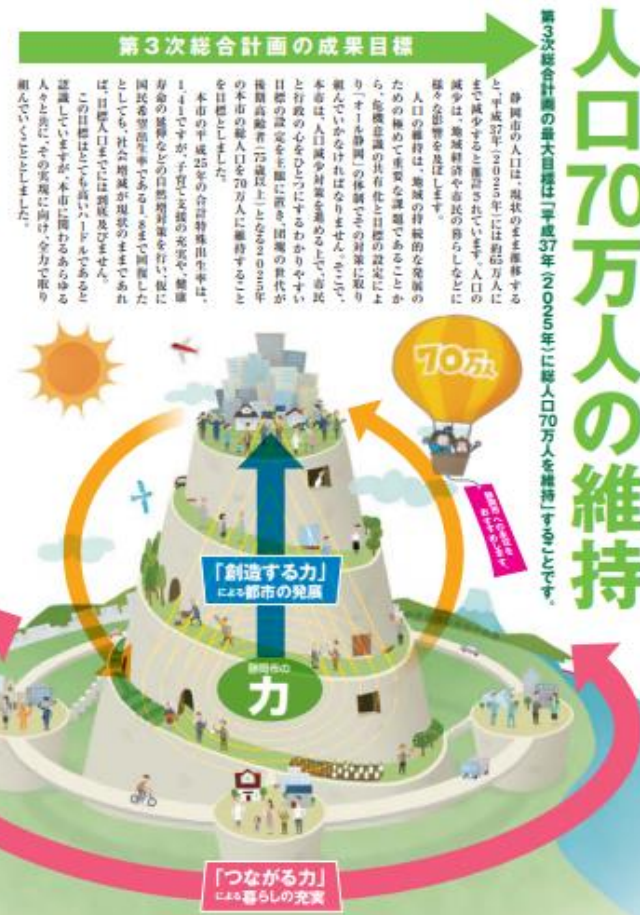 人口70万人の維持
第3次総合計画の最大目標は「平成37年(2025年)に総人口70万人を維持」することです。
第3次総合計画の成果目標
静岡市の人口は、現状のまま推移する
と、平成37年(2025年)には約65万人に
まで減少すると推計されています。人口の
減少は、地域経済や市民の暮らしなどに
様々な影響を及ぼします。
人口の維持は、地域の持続的な発展の
ための極めて重要な課題であることか
ら、危機意識の共有化と目標の設定によ
り「オール静岡」の体制でその対策に取り
組んでいかなければなりません。そこで、
本市は、人口減少対策を進める上で、市民
と行政の心をひとつにするわかりやすい
目標の設定を主眼に置き、団塊の世代が
後期高齢者(75歳以上)となる2025年
の本市の総人口を70万人に維持すること
を目標としました。
本市の平成25年の合計特殊出生率は、
1.41ですが、子育て支援の充実や、健康
寿命の延伸などの自然増対策を行い、仮に
国民希望出生率である1.8まで回復した
としても、社会増減が現状のままであれ
ば、目標人口までには到底及びません。
この目標はとても高いハードルであると
認識していますが、本市に関わるあらゆる
人々と共に、その実現に向け、全力で取り
組んでいくこととしました。
70万人
静岡市への移住を
おすすめします。
「創造する力」
による都市の発展
静岡市の
力
「つながる力」
による暮らしの充実